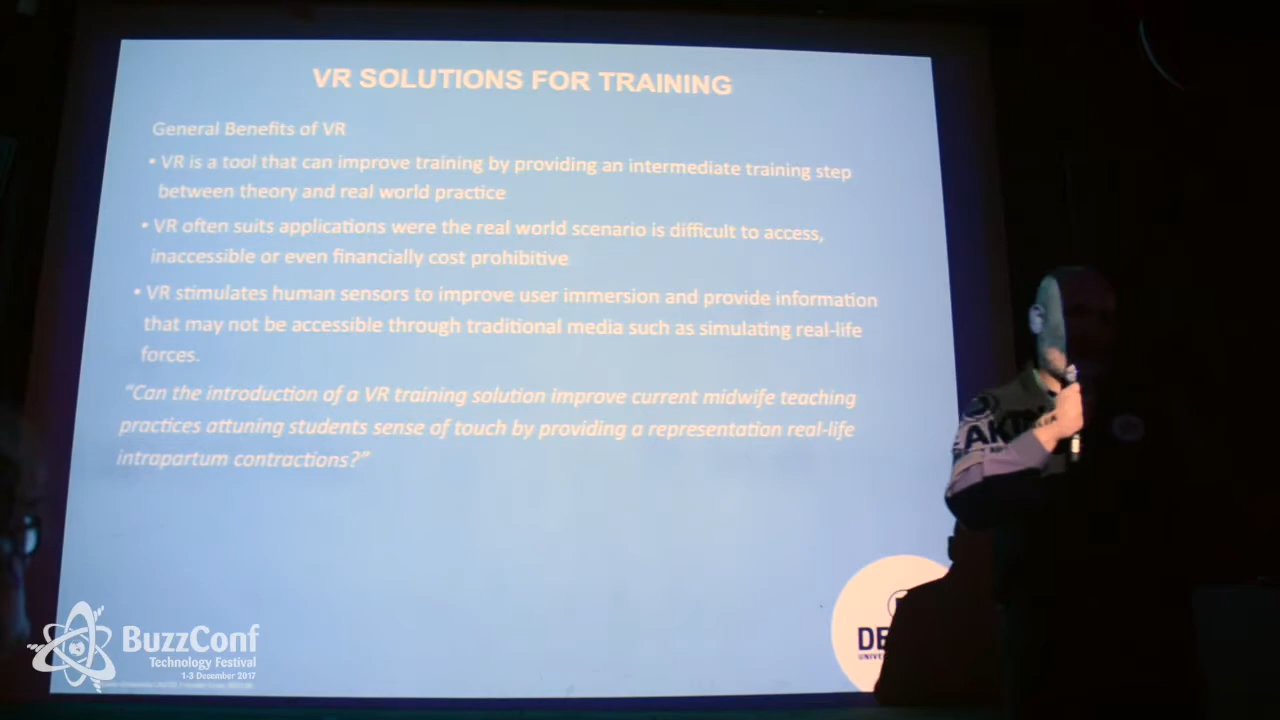 VR SOLUTIONS FOR TRAINING
General Benefits of VR
• VR is a tool that can improve training by providing an intermediate training step
between theory and real world practice
• VR often suits applications were the real world scenario is difficult to access,
inaccessible or even financially cost prohibitive
• VR stimulates human sensors to improve user immersion and provide information
that may not be accessible through traditional media such as simulating real-life
forces.
“Can the introduction of a VR training solution improve current midwife teaching
practices attuning students sense of touch by providing a representation real-life
intrapartum contractions?”
BuzzConf
Technology Festival
1-3 December 2017